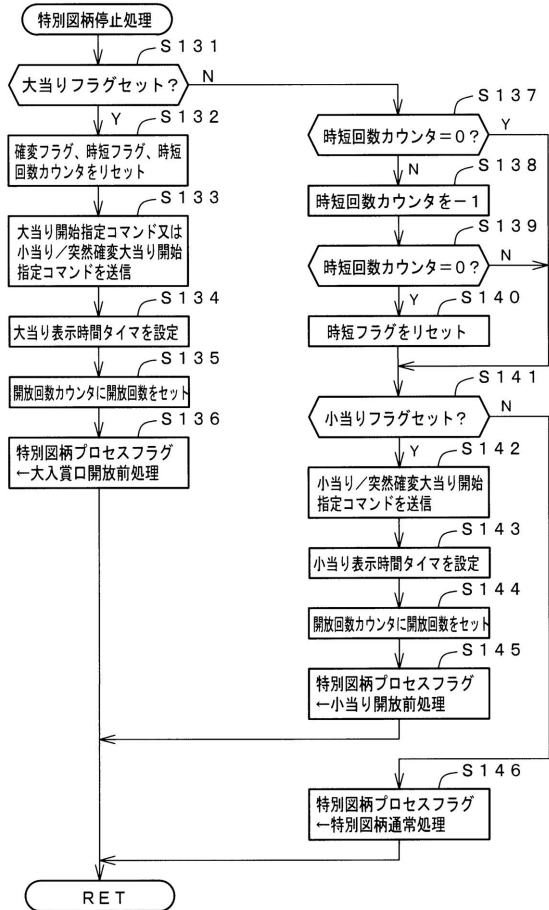 特別図柄停止処理
S131
大当りフラグセット？
N
Y
S132
確変フラグ、時短フラグ、時短
回数カウンタをリセット
S133
大当り開始指定コマンド又は
小当り／突然確変大当り開始
指定コマンドを送信
S134
大当り表示時間タイマを設定
S135
開放回数カウンタに開放回数をセット
S136
特別図柄プロセスフラグ
←大入賞口開放前処理
S137
時短回数カウンタ＝0？
Y
N
S138
時短回数カウンタを－1
S139
時短回数カウンタ＝0？
N
Y
S140
時短フラグをリセット
S141
小当りフラグセット？
N
Y
S142
小当り／突然確変大当り開始
指定コマンドを送信
S143
小当り表示時間タイマを設定
S144
開放回数カウンタに開放回数をセット
S145
特別図柄プロセスフラグ
←小当り開放前処理
S146
特別図柄プロセスフラグ
←特別図柄通常処理
RET